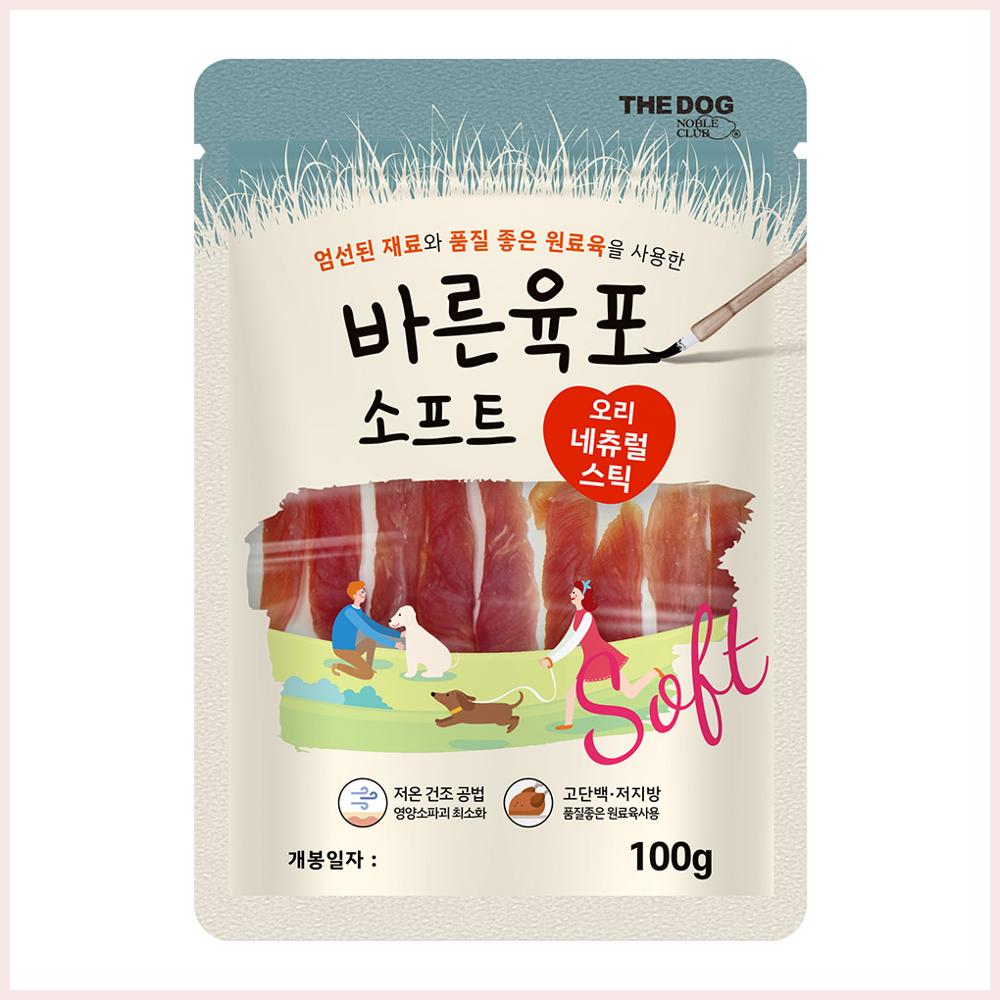 THE DOG
NOBLE
CLUB®
엄선된 재료와 품질 좋은 원료육을 사용한
바른육포
소프트
오리
네츄럴
스틱
Soft
저온 건조 공법
영양소파괴 최소화
고단백·저지방
품질좋은 원료육사용
개봉일자 :
100g